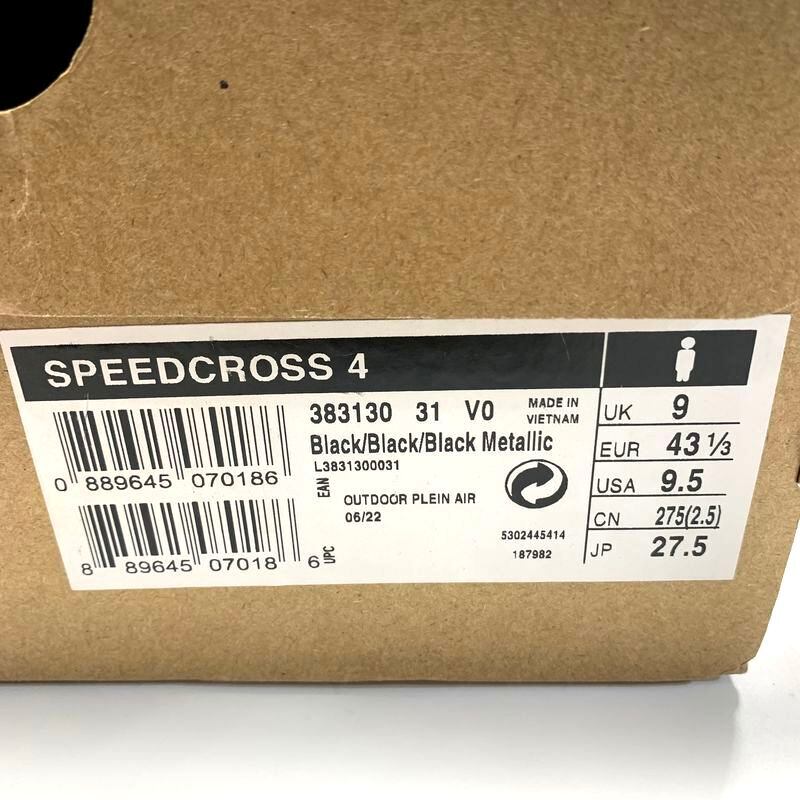 SPEEDCROSS 4
383130 31 V0
MADE IN
VIETNAM
Black/Black/Black Metallic
L3831300031
0 889645 070186
EAN
OUTDOOR PLEIN AIR
06/22
8 89645 07018 6
UPC
5302445414
187982
UK 9
EUR 43 1/3
USA 9.5
CN 275(2.5)
JP 27.5